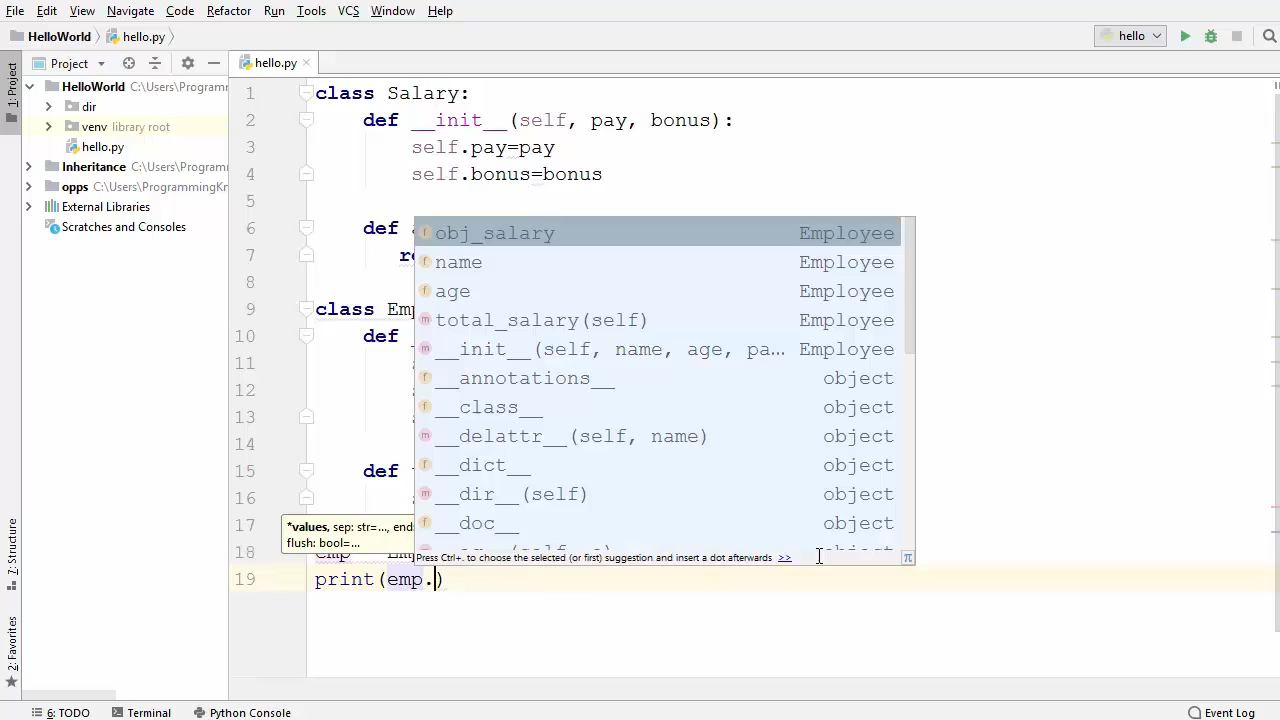 File Edit View Navigate Code Refactor Run Tools VCS Window Help
HelloWorld hello.py hello
1: Project
Project hello.py
HelloWorld C:\Users\Programm
dir
venv library root
hello.py
Inheritance C:\Users\Program
opps C:\Users\ProgrammingKn
External Libraries
Scratches and Consoles
1 class Salary:
2 def __init__(self, pay, bonus):
3 self.pay=pay
4 self.bonus=bonus
5
6 def
7 re
8
9 class Emp
10 def
11
12
13
14
15 def
16
17
18 emp Em
19 print(emp.)
obj_salary Employee
name Employee
age Employee
total_salary(self) Employee
__init__(self, name, age, pa… Employee
__annotations__ object
__class__ object
__delattr__(self, name) object
__dict__ object
__dir__(self) object
__doc__ object
object
Press Ctrl+. to choose the selected (or first) suggestion and insert a dot afterwards >> π
*values, sep: str=..., end:
flush: bool=...
7: Structure
2: Favorites
6: TODO Terminal Python Console Event Log